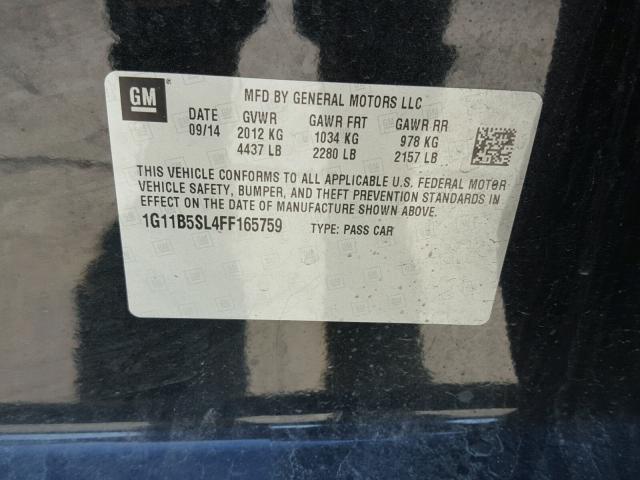 GM
MFD BY GENERAL MOTORS LLC
DATE GVWR GAWR FRT GAWR RR
09/14 2012 KG 1034 KG 978 KG
4437 LB 2280 LB 2157 LB
THIS VEHICLE CONFORMS TO ALL APPLICABLE U.S. FEDERAL MOTOR
VEHICLE SAFETY, BUMPER, AND THEFT PREVENTION STANDARDS IN
EFFECT ON THE DATE OF MANUFACTURE SHOWN ABOVE.
1G11B5SL4FF165759 TYPE: PASS CAR